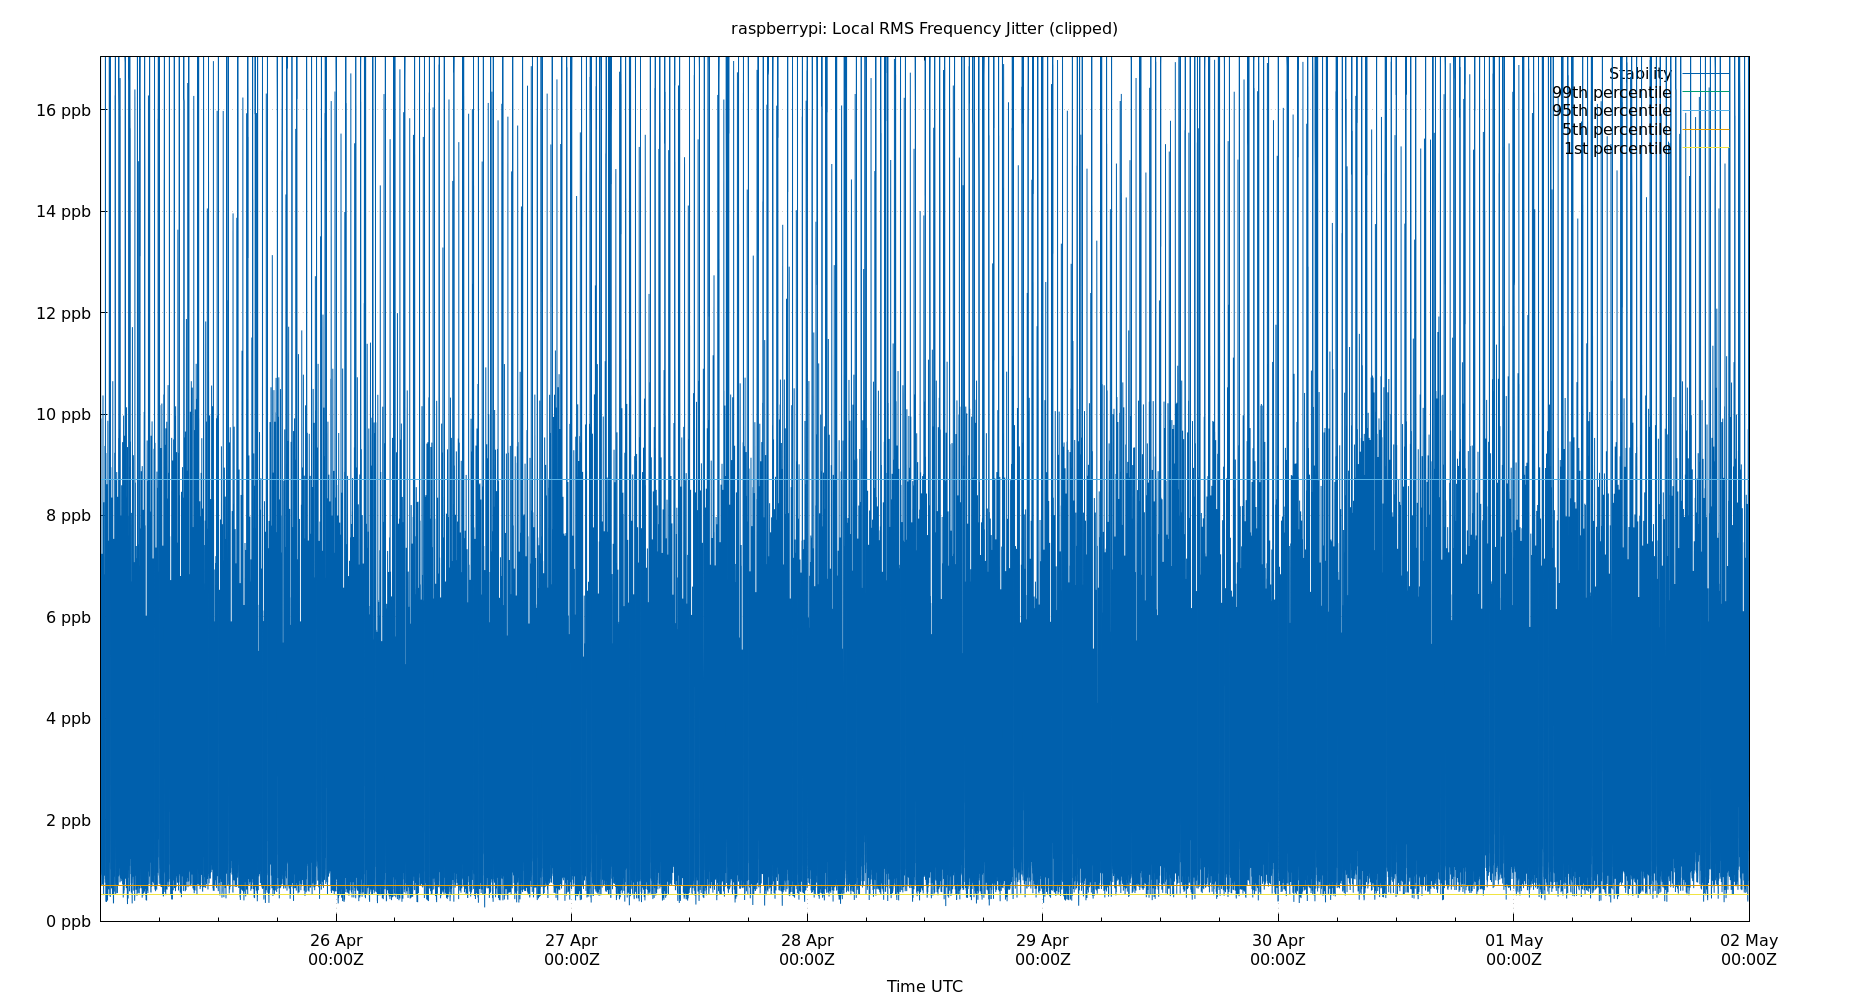 raspberrypi: Local RMS Frequency Jitter (clipped)
Stability
99th percentile
95th percentile
5th percentile
1st percentile
16 ppb
14 ppb
12 ppb
10 ppb
8 ppb
6 ppb
4 ppb
2 ppb
0 ppb
26 Apr
00:00Z
27 Apr
00:00Z
28 Apr
00:00Z
29 Apr
00:00Z
30 Apr
00:00Z
01 May
00:00Z
02 May
00:00Z
Time UTC